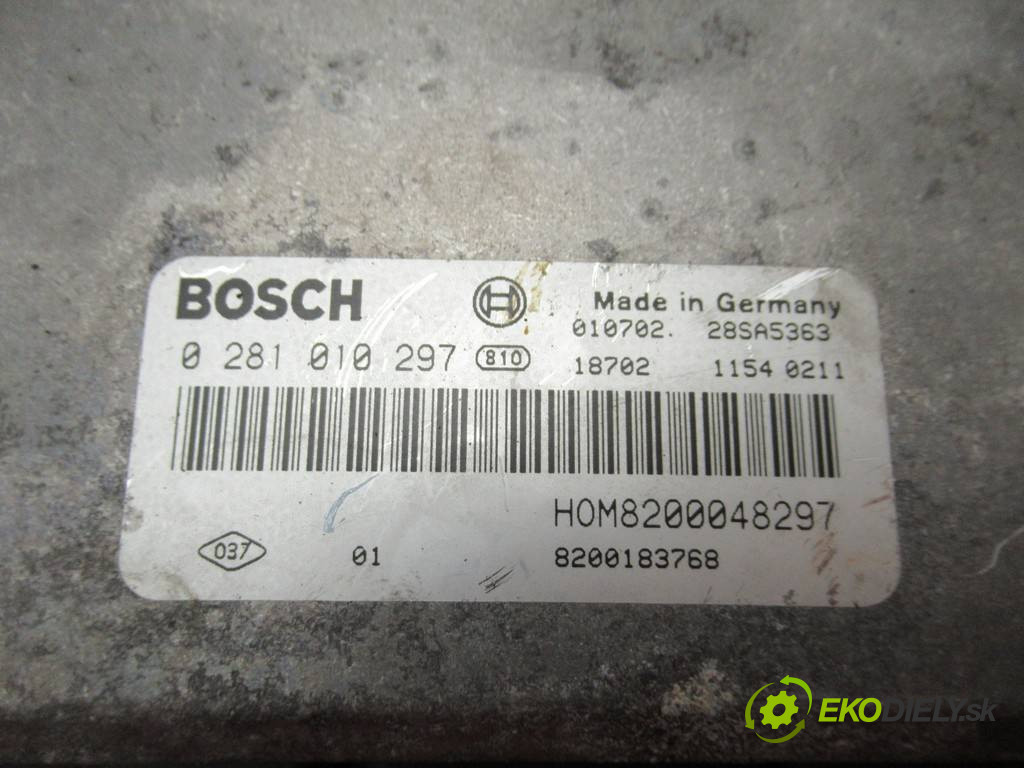 BOSCH
Made in Germany
010702. 28SA5363
0 281 010 297 810
18702 1154 0211
HOM8200048297
037 01 8200183768
EKODIELY.sk